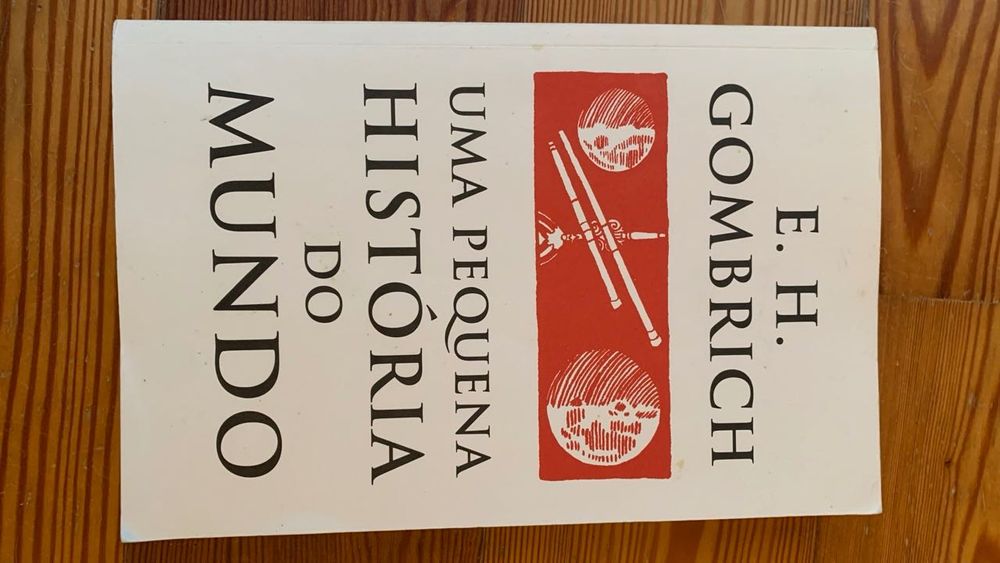 E. H.
GOMBRICH
UMA PEQUENA
HISTÓRIA
DO
MUNDO